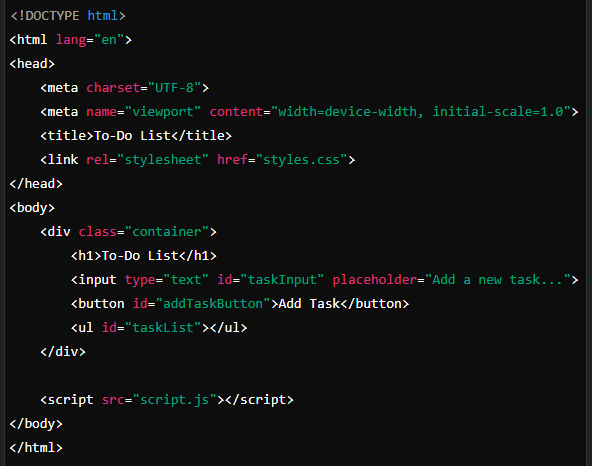 <!DOCTYPE html>
<html lang="en">
<head>
    <meta charset="UTF-8">
    <meta name="viewport" content="width=device-width, initial-scale=1.0">
    <title>To-Do List</title>
    <link rel="stylesheet" href="styles.css">
</head>
<body>
    <div class="container">
        <h1>To-Do List</h1>
        <input type="text" id="taskInput" placeholder="Add a new task...">
        <button id="addTaskButton">Add Task</button>
        <ul id="taskList"></ul>
    </div>

    <script src="script.js"></script>
</body>
</html>